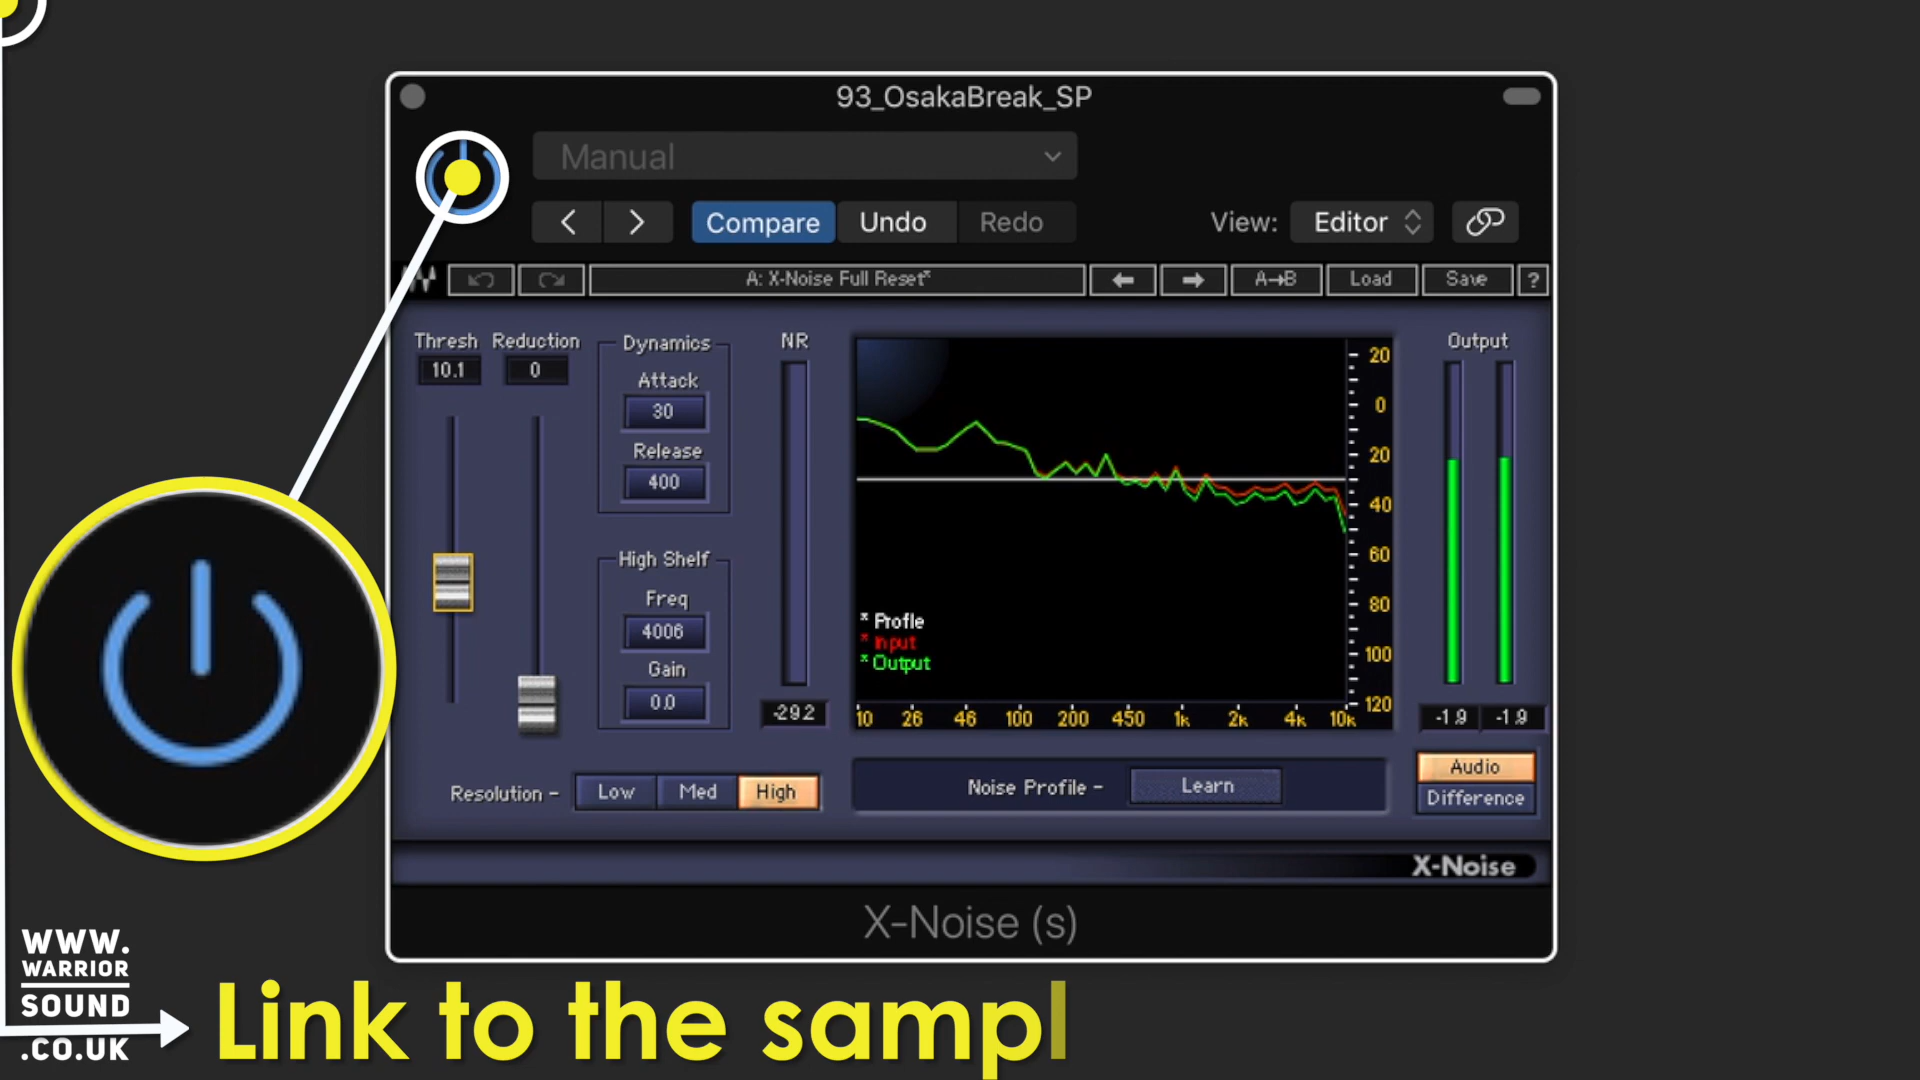 93_OsakaBreak_SP
Manual
Compare Undo Redo View: Editor
A: X-Noise Full Reset* A→B Load Save ?
Thresh Reduction Dynamics NR Output
10.1 0
Attack
30
Release
400
High Shelf
Freq
4006
Gain
0.0
-29.2
20
0
20
40
60
80
100
120
* Profle
* Input
* Output
10 26 46 100 200 450 1k 2k 4k 10k
-1.9 -1.9
Resolution - Low Med High
Noise Profile - Learn
Audio
Difference
X-Noise
X-Noise (s)
WWW.
WARRIOR
SOUND
.CO.UK
Link to the sampl